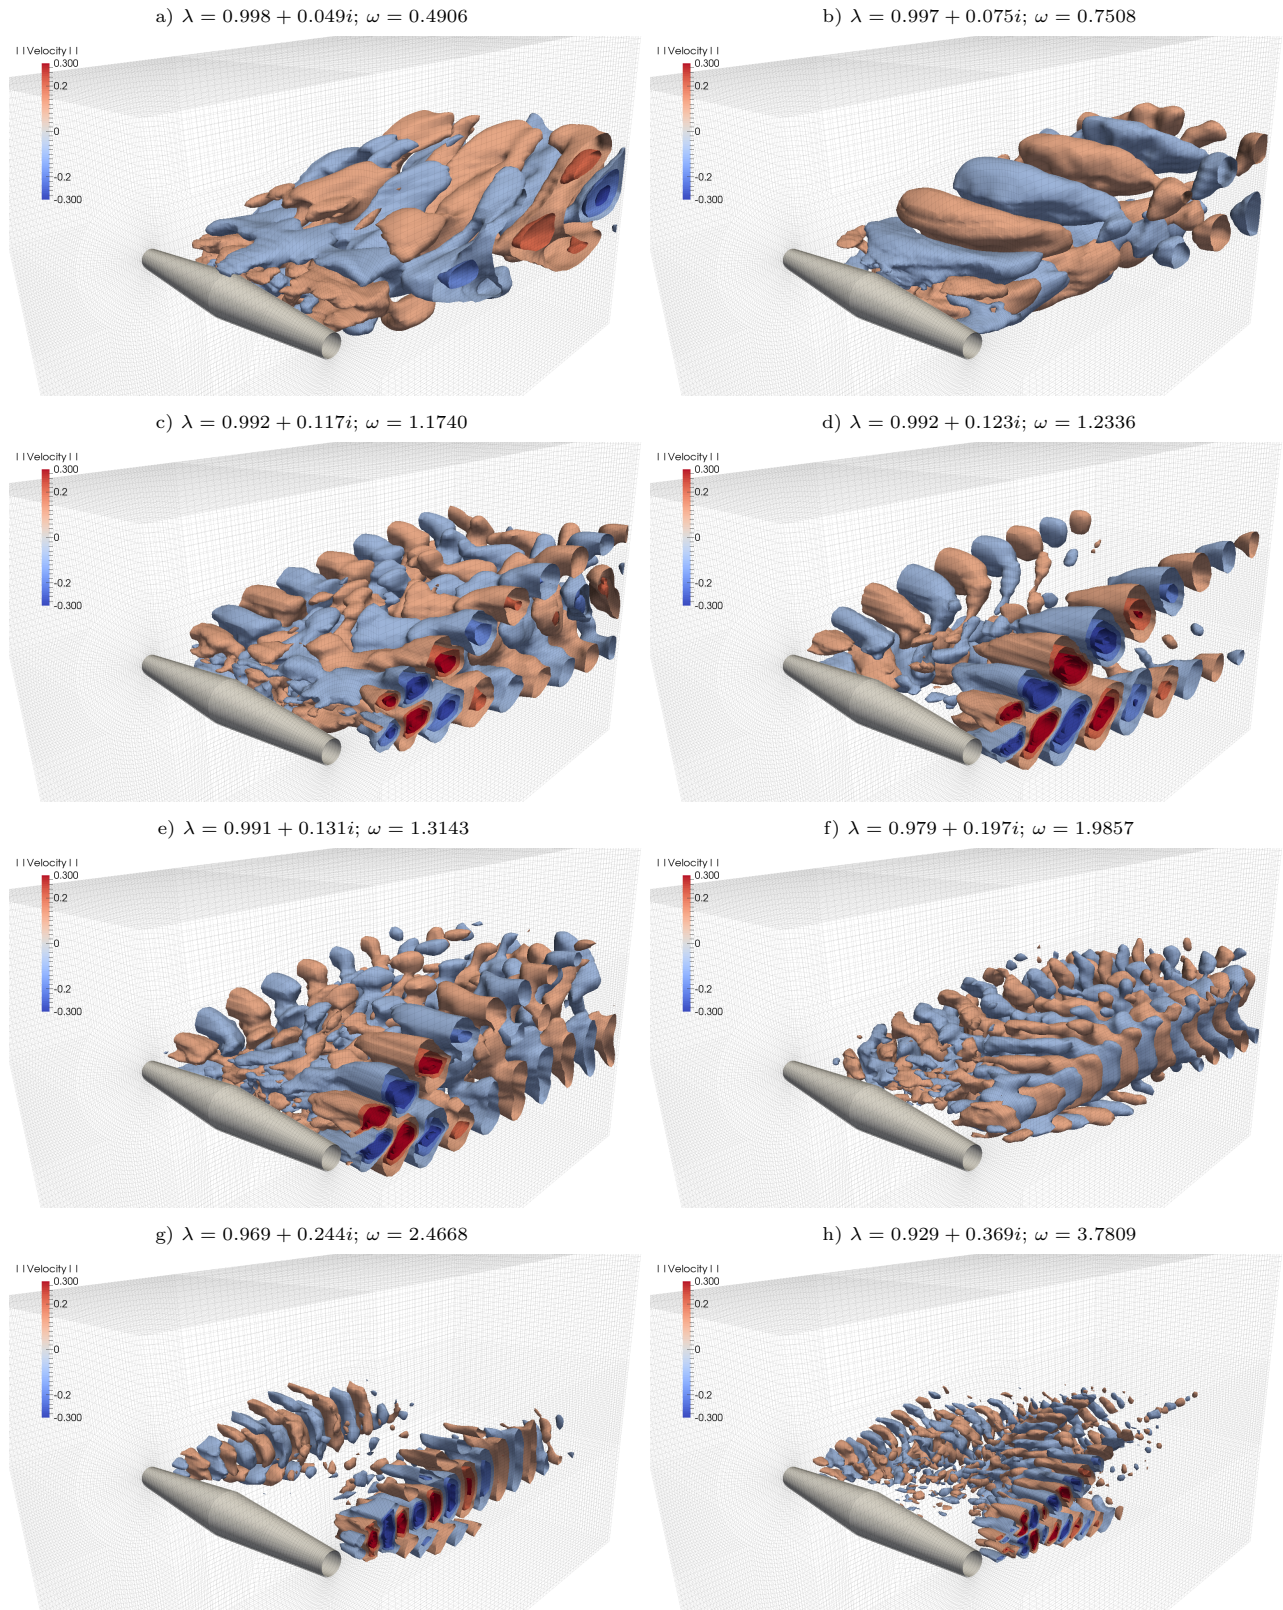 a) λ = 0.998 + 0.049i; ω = 0.4906
b) λ = 0.997 + 0.075i; ω = 0.7508
||Velocity||
0.300
0.2
0
-0.2
-0.300
||Velocity||
0.300
0.2
0
-0.2
-0.300
c) λ = 0.992 + 0.117i; ω = 1.1740
d) λ = 0.992 + 0.123i; ω = 1.2336
||Velocity||
0.300
0.2
0
-0.2
-0.300
||Velocity||
0.300
0.2
0
-0.2
-0.300
e) λ = 0.991 + 0.131i; ω = 1.3143
f) λ = 0.979 + 0.197i; ω = 1.9857
||Velocity||
0.300
0.2
0
-0.2
-0.300
||Velocity||
0.300
0.2
0
-0.2
-0.300
g) λ = 0.969 + 0.244i; ω = 2.4668
h) λ = 0.929 + 0.369i; ω = 3.7809
||Velocity||
0.300
0.2
0
-0.2
-0.300
||Velocity||
0.300
0.2
0
-0.2
-0.300